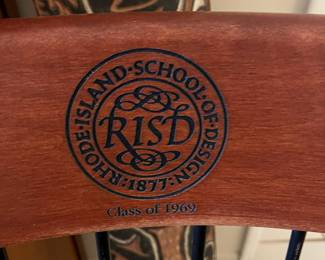 RHODE·ISLAND·SCHOOL·OF·DESIGN:
RISD
:1877:
Class of 1969